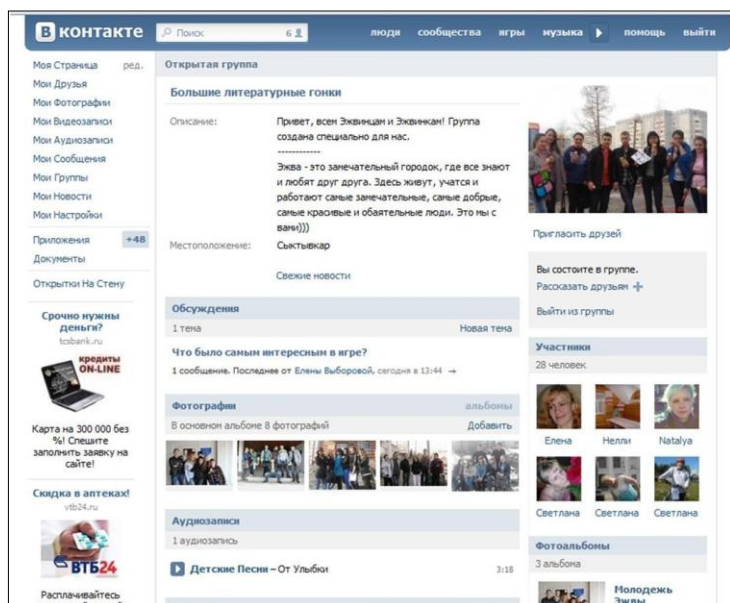 В контакте
Поиск
6
люди сообщества игры музыка помощь выйти
Моя Страница ред.
Мои Друзья
Мои Фотографии
Мои Видеозаписи
Мои Аудиозаписи
Мои Сообщения
Мои Группы
Мои Новости
Мои Настройки
Приложения +48
Документы
Открытки На Стену
Срочно нужны
деньги?
tcsbank.ru
кредиты
ON-LINE
Карта на 300 000 без
%! Спешите
заполнить заявку на
сайте!
Скидка в аптеках!
vtb24.ru
ВТБ24
Расплачивайтесь
Открытая группа
Большие литературные гонки
Описание:
Привет, всем Эжвинцам и Эжвинкам! Группа
создана специально для нас.
------------
Эжва - это замечательный городок, где все знают
и любят друг друга. Здесь живут, учатся и
работают самые замечательные, самые добрые,
самые красивые и обаятельные люди. Это мы с
вами)))
Местоположение: Сыктывкар
Свежие новости
Обсуждения
1 тема Новая тема
Что было самым интересным в игре?
1 сообщение. Последнее от Елены Выборовой, сегодня в 13:44 →
Фотографии альбомы
В основном альбоме 8 фотографий Добавить
Аудиозаписи
1 аудиозапись
Детские Песни – От Улыбки 3:18
Пригласить друзей
Вы состоите в группе.
Рассказать друзьям
Выйти из группы
Участники
28 человек
Елена Нелли Natalya
Светлана Светлана Светлана
Фотоальбомы
3 альбома
Молодежь
Эжвы